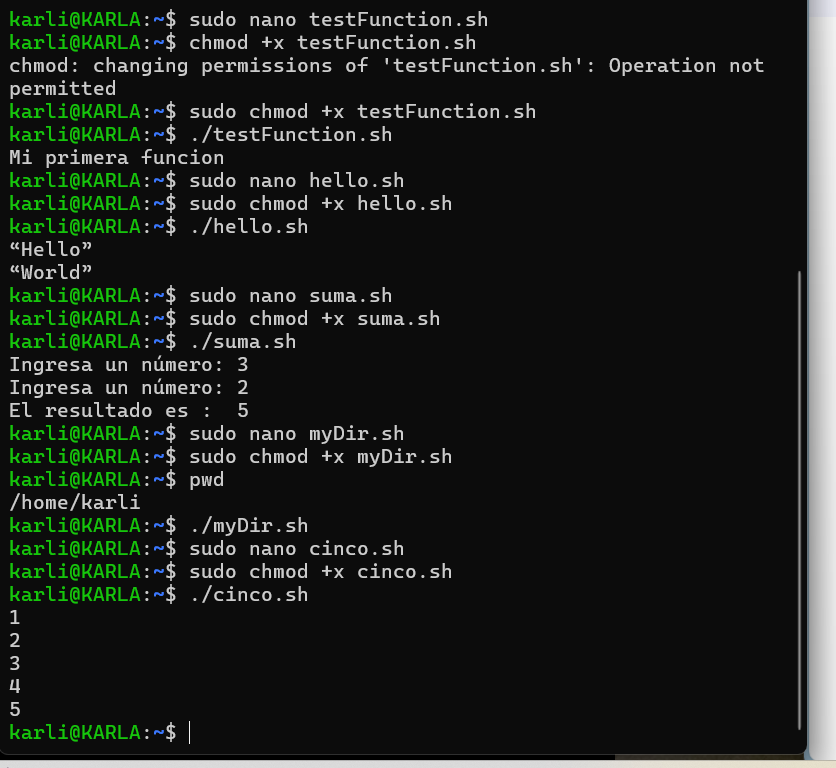 karli@KARLA:~$ sudo nano testFunction.sh
karli@KARLA:~$ chmod +x testFunction.sh
chmod: changing permissions of 'testFunction.sh': Operation not
permitted
karli@KARLA:~$ sudo chmod +x testFunction.sh
karli@KARLA:~$ ./testFunction.sh
Mi primera funcion
karli@KARLA:~$ sudo nano hello.sh
karli@KARLA:~$ sudo chmod +x hello.sh
karli@KARLA:~$ ./hello.sh
“Hello”
“World”
karli@KARLA:~$ sudo nano suma.sh
karli@KARLA:~$ sudo chmod +x suma.sh
karli@KARLA:~$ ./suma.sh
Ingresa un número: 3
Ingresa un número: 2
El resultado es :  5
karli@KARLA:~$ sudo nano myDir.sh
karli@KARLA:~$ sudo chmod +x myDir.sh
karli@KARLA:~$ pwd
/home/karli
karli@KARLA:~$ ./myDir.sh
karli@KARLA:~$ sudo nano cinco.sh
karli@KARLA:~$ sudo chmod +x cinco.sh
karli@KARLA:~$ ./cinco.sh
1
2
3
4
5
karli@KARLA:~$